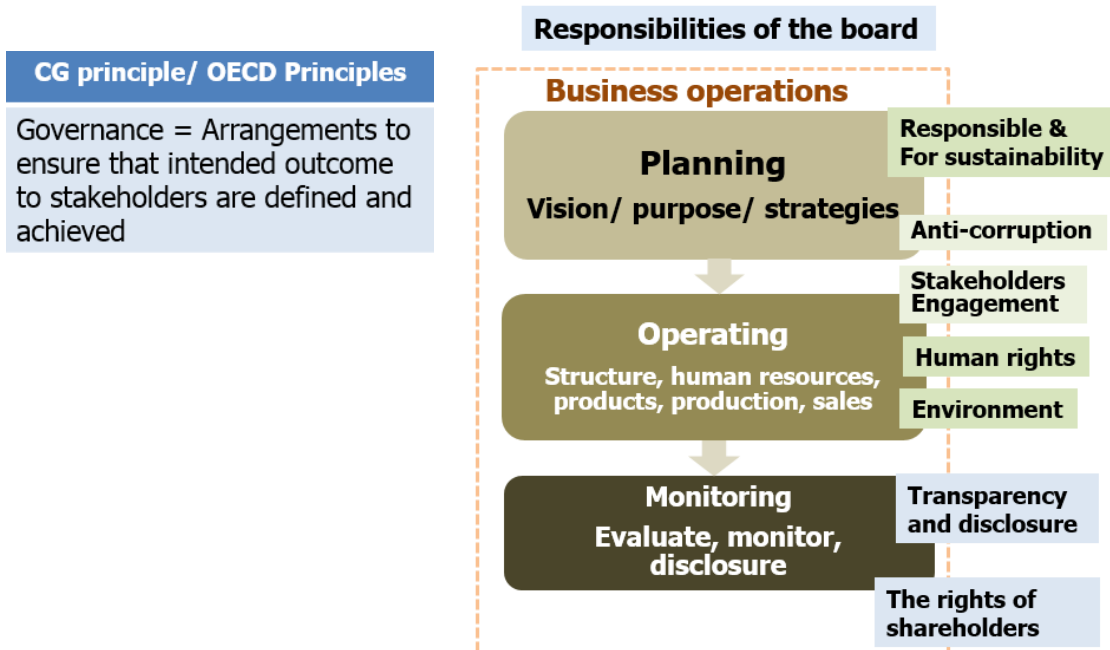 Responsibilities of the board
CG principle/ OECD Principles
Governance = Arrangements to
ensure that intended outcome
to stakeholders are defined and
achieved
Business operations
Planning
Vision/ purpose/ strategies
Responsible &
For sustainability
Anti-corruption
Stakeholders
Engagement
Operating
Structure, human resources,
products, production, sales
Human rights
Environment
Monitoring
Evaluate, monitor,
disclosure
Transparency
and disclosure
The rights of
shareholders